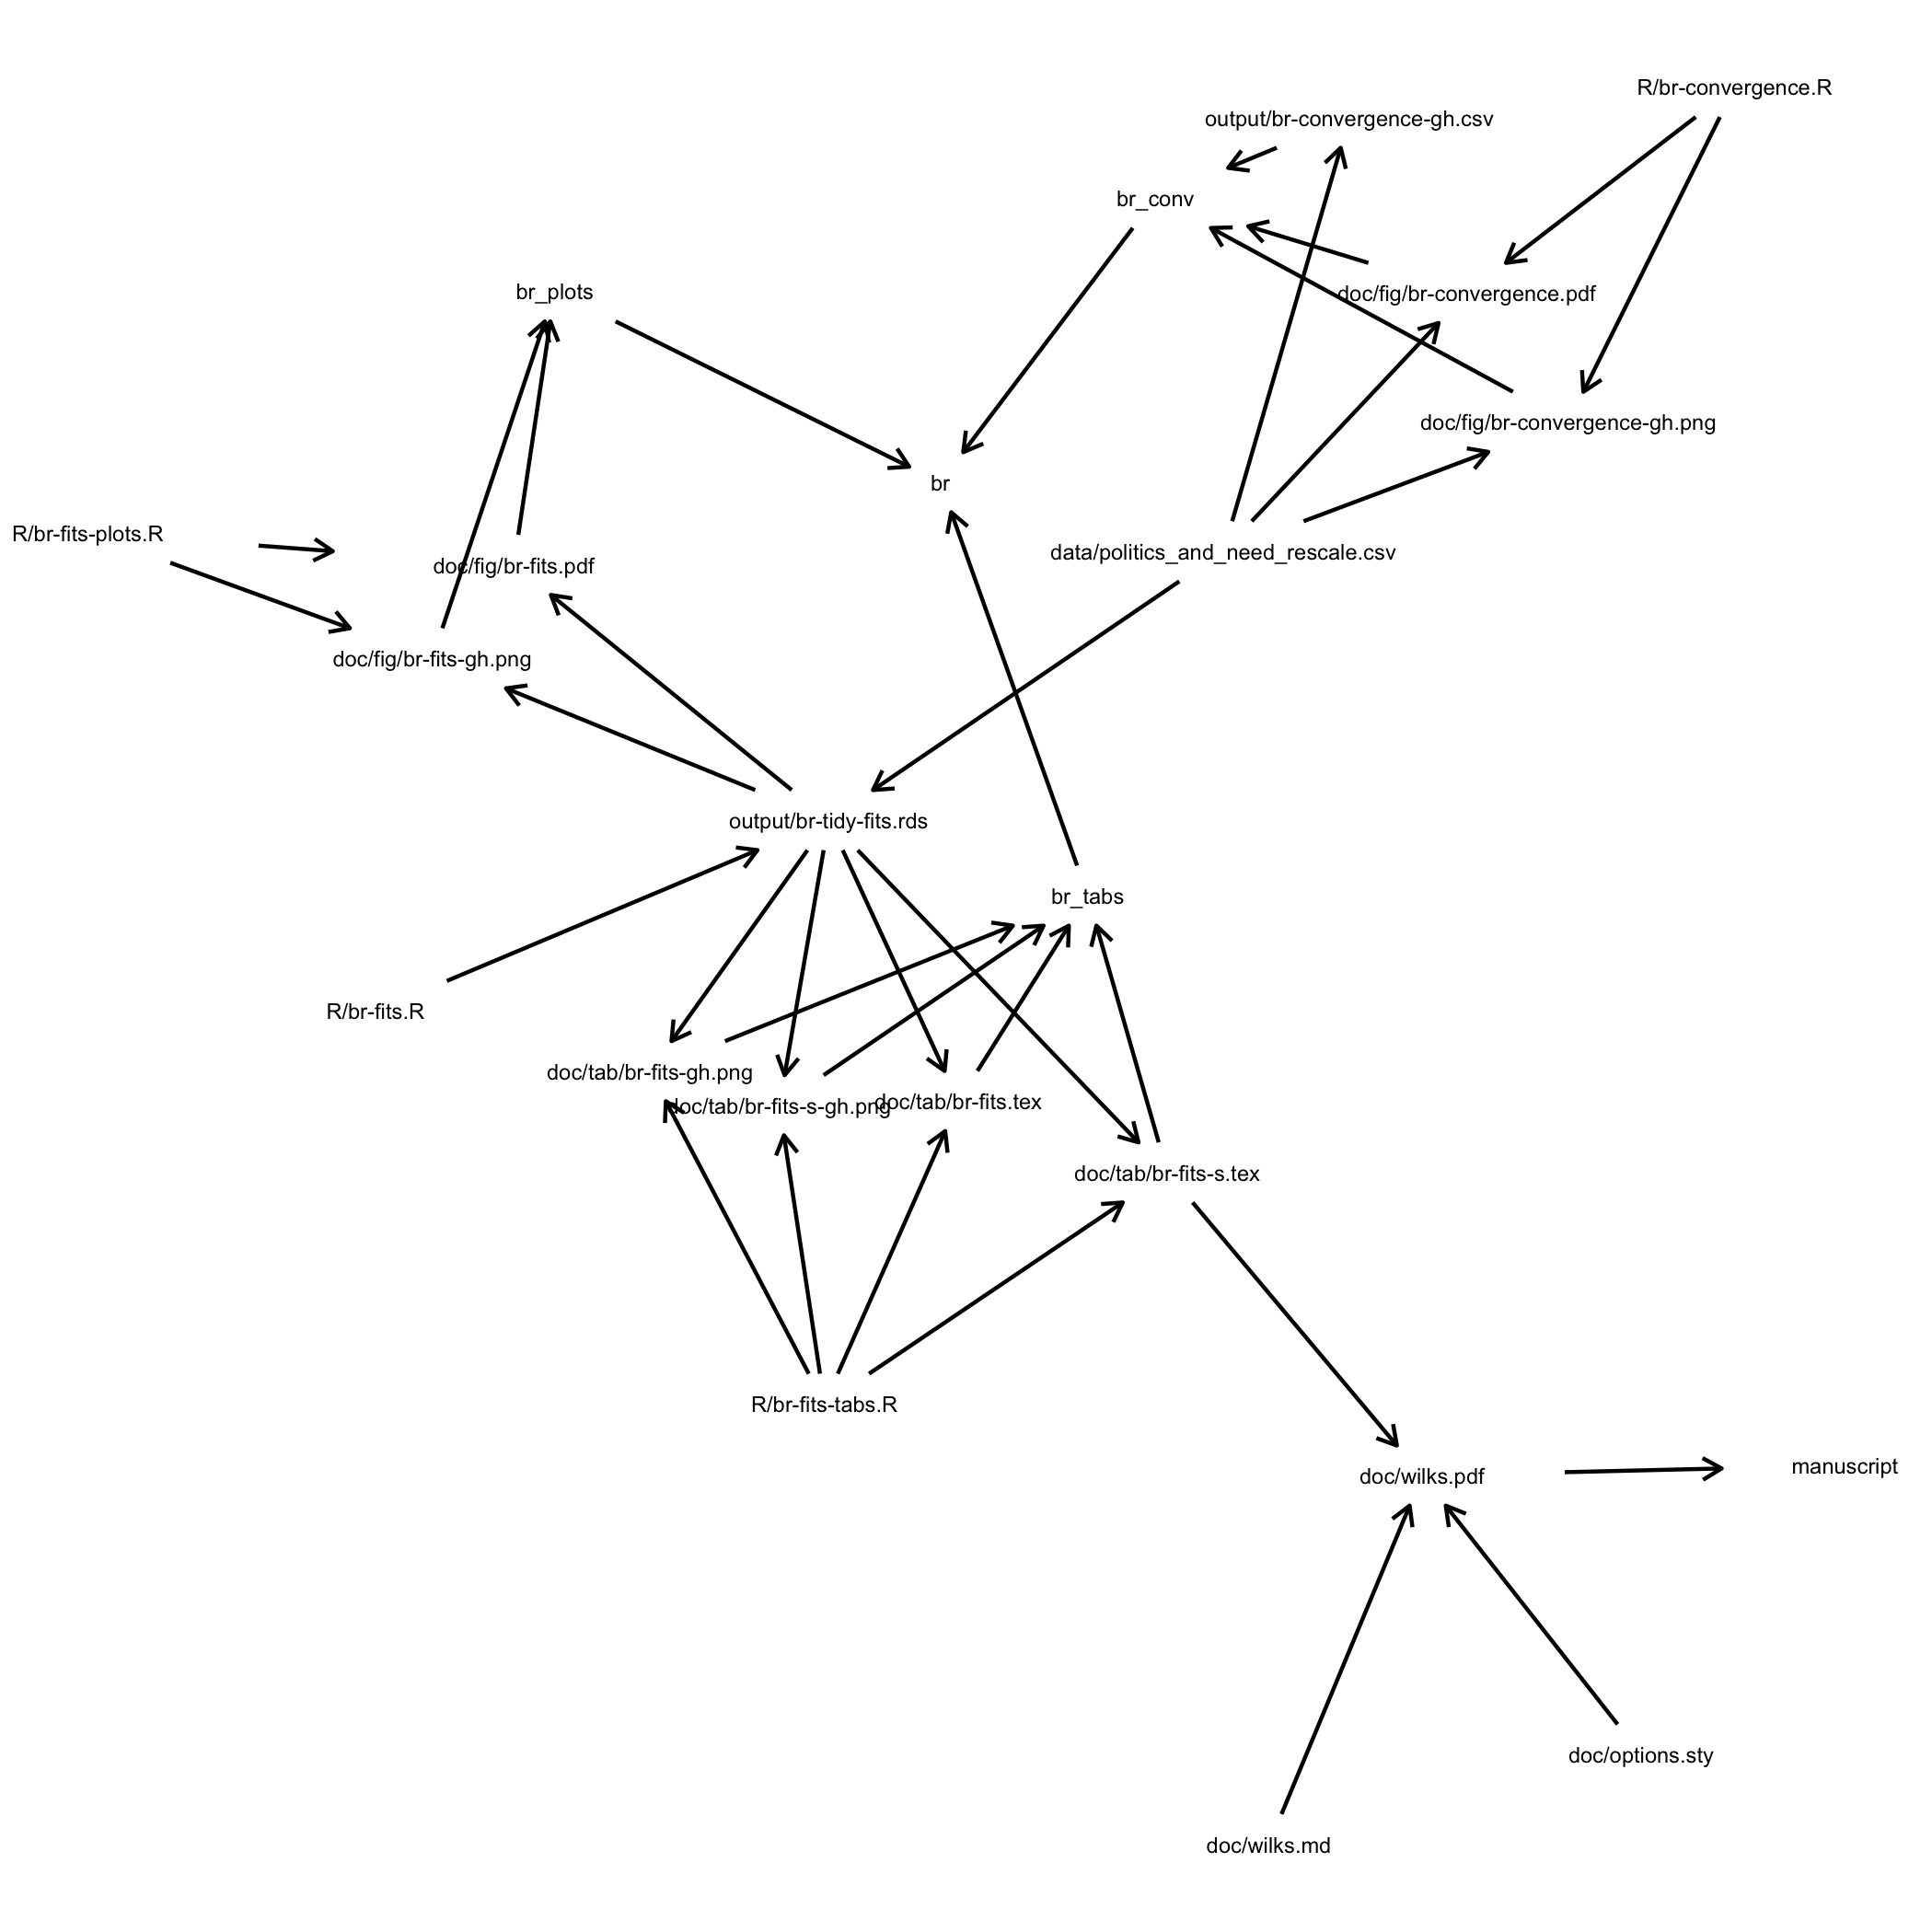 R/br-convergence.R
output/br-convergence-gh.csv
br_conv
br_plots
doc/fig/br-convergence.pdf
doc/fig/br-convergence-gh.png
br
R/br-fits-plots.R
data/politics_and_need_rescale.csv
doc/fig/br-fits.pdf
doc/fig/br-fits-gh.png
output/br-tidy-fits.rds
br_tabs
R/br-fits.R
doc/tab/br-fits-gh.png
doc/tab/br-fits-s-gh.png
doc/tab/br-fits.tex
doc/tab/br-fits-s.tex
R/br-fits-tabs.R
doc/wilks.pdf
manuscript
doc/options.sty
doc/wilks.md